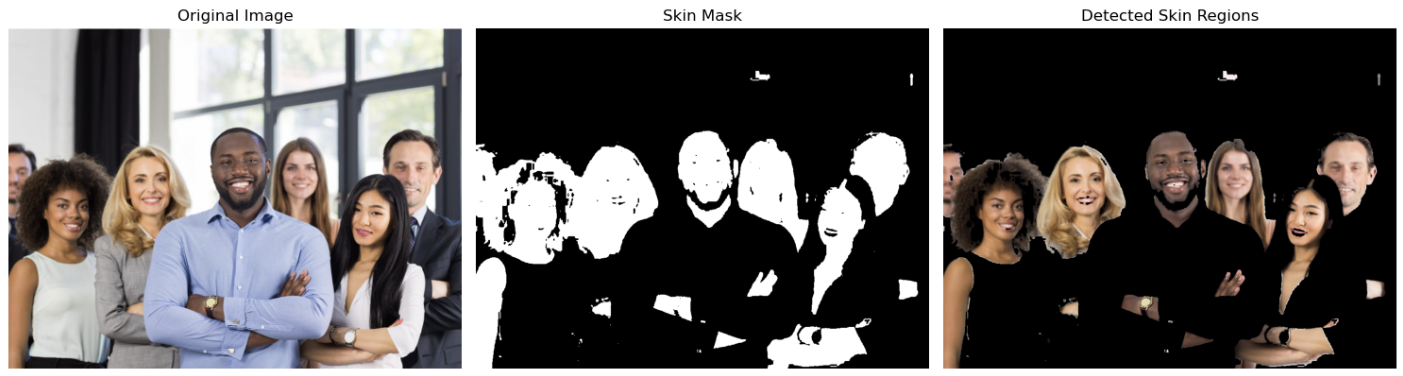 Original Image
Skin Mask
Detected Skin Regions